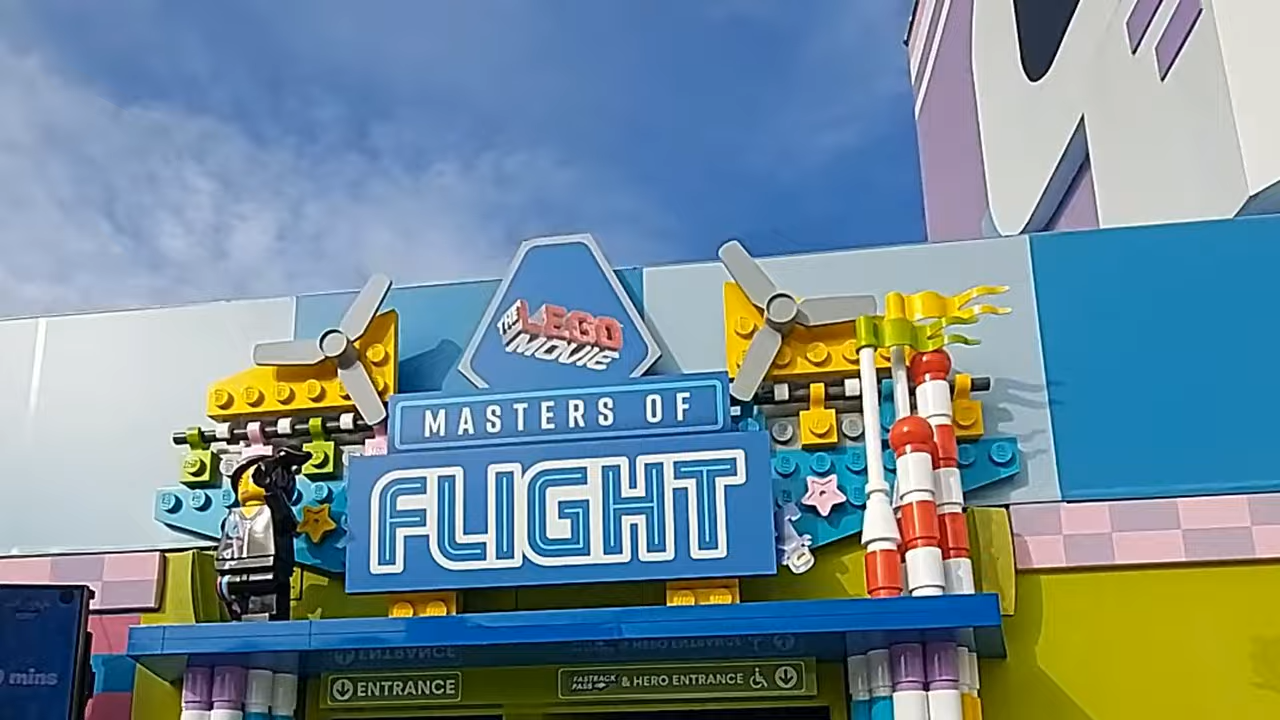 THE
LEGO
MOVIE
MASTERS OF
FLIGHT
mins
ENTRANCE
FASTRACK
PASS & HERO ENTRANCE